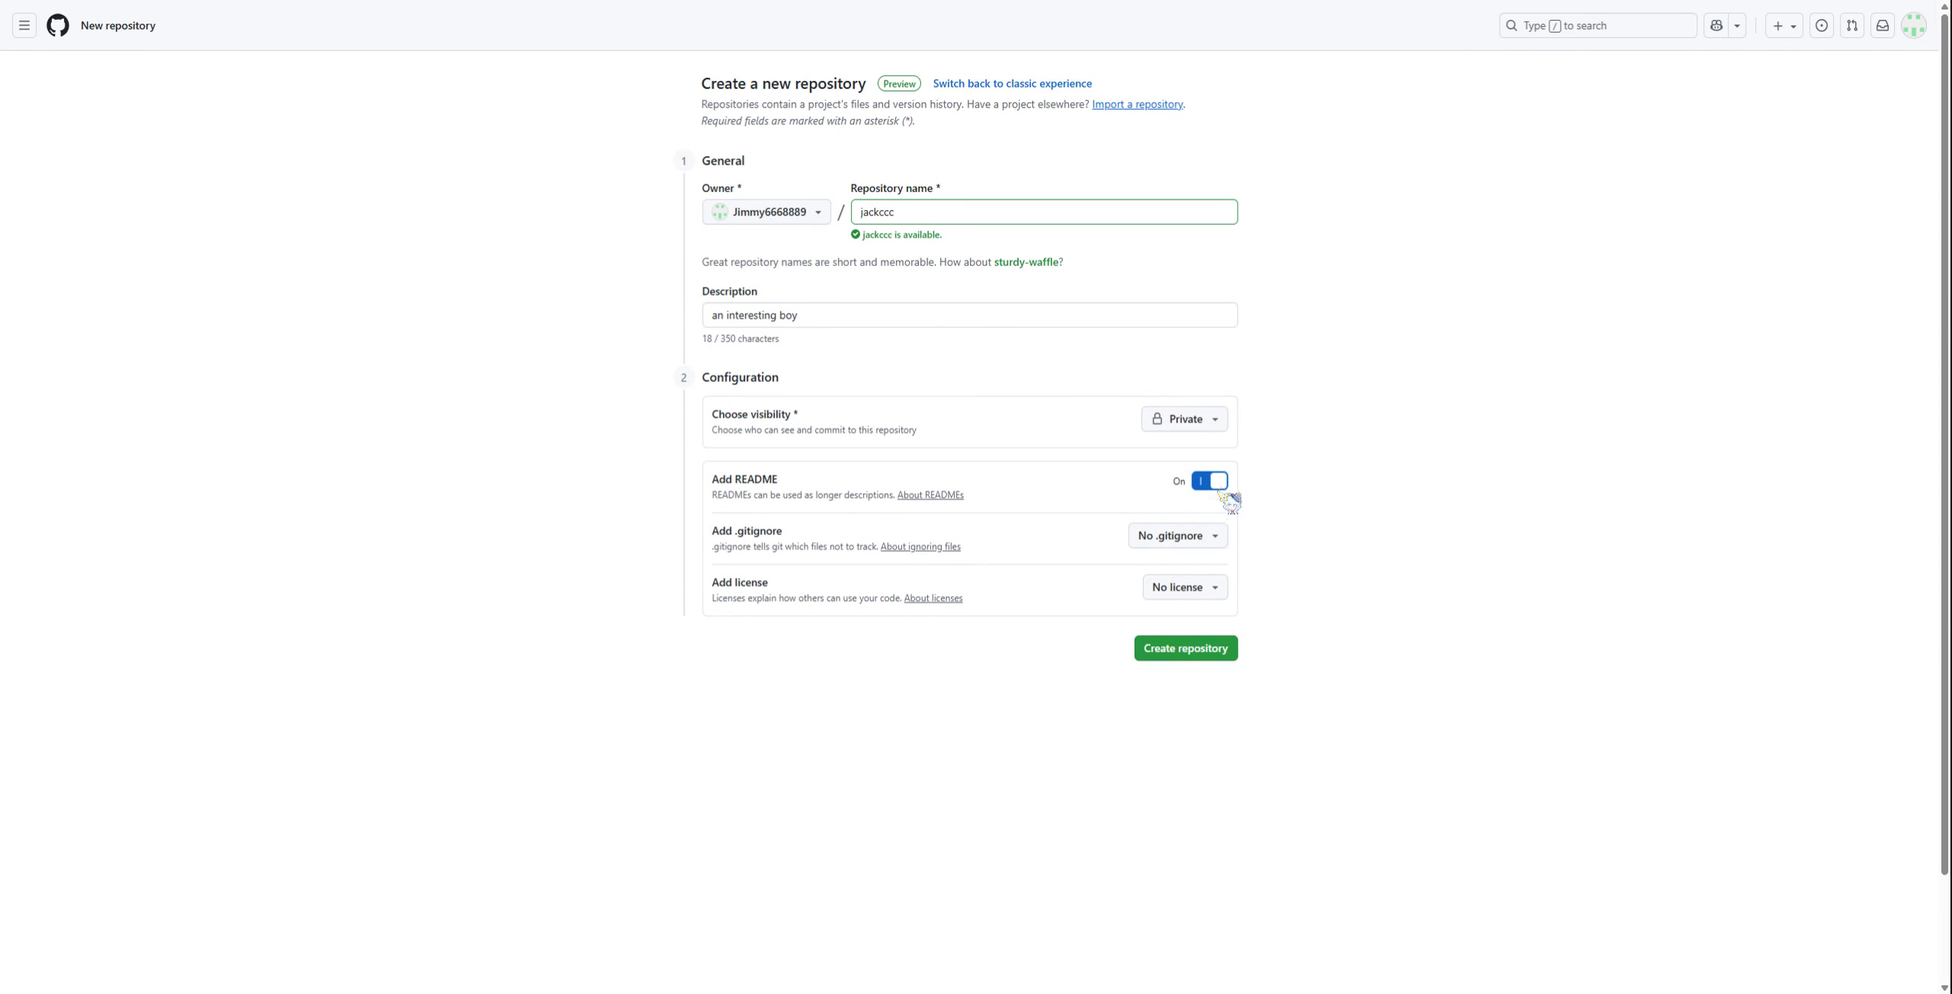 New repository
Type / to search
Create a new repository Preview Switch back to classic experience
Repositories contain a project's files and version history. Have a project elsewhere? Import a repository.
Required fields are marked with an asterisk (*).
1 General
Owner * Repository name *
Jimmy6668889 / jackccc
jackccc is available.
Great repository names are short and memorable. How about sturdy-waffle?
Description
an interesting boy
18 / 350 characters
2 Configuration
Choose visibility *
Choose who can see and commit to this repository
Private
Add README
READMEs can be used as longer descriptions. About READMEs
On
Add .gitignore
.gitignore tells git which files not to track. About ignoring files
No .gitignore
Add license
Licenses explain how others can use your code. About licenses
No license
Create repository